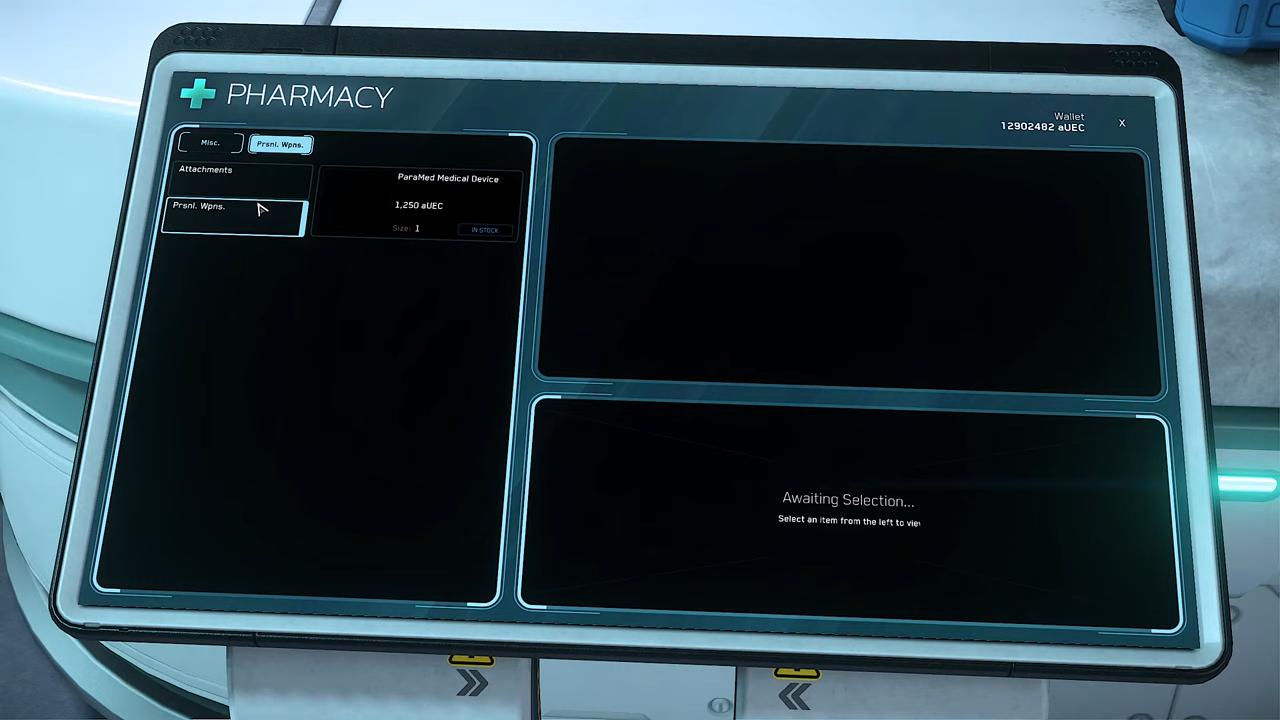 PHARMACY
Wallet
12902482 aUEC
X
Misc.
Prsnl. Wpns.
Attachments
Prsnl. Wpns.
ParaMed Medical Device
1,250 aUEC
Size: 1
IN STOCK
Awaiting Selection...
Select an item from the left to vie